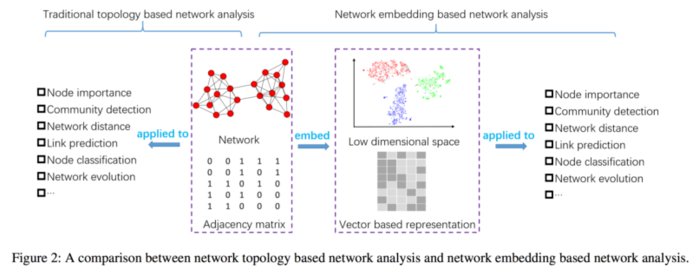 Traditional topology based network analysis
Network embedding based network analysis
Node importance
Community detection
Network distance
Link prediction
Node classification
Network evolution
...
applied to
Network
0 0 1 1 1
0 0 1 0 1
1 1 0 1 0
1 0 1 0 0
1 1 0 0 0
Adjacency matrix
embed
Low dimensional space
Vector based representation
applied to
Node importance
Community detection
Network distance
Link prediction
Node classification
Network evolution
...
Figure 2: A comparison between network topology based network analysis and network embedding based network analysis.